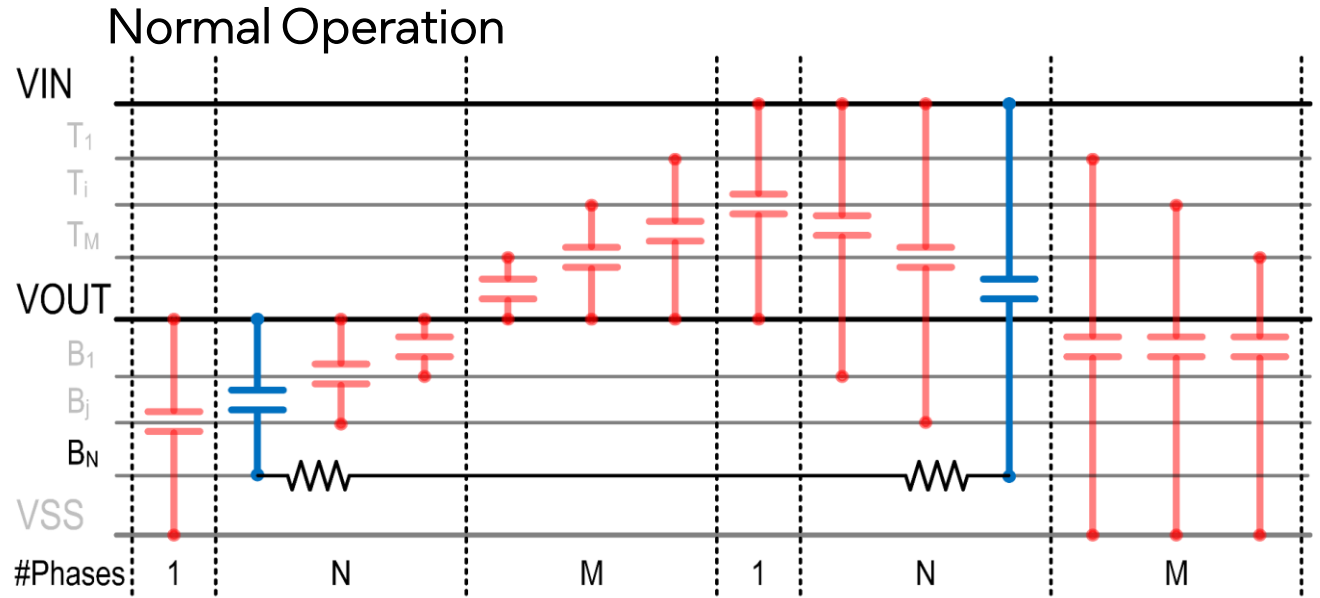 Normal Operation
VIN
T1
Ti
TM
VOUT
B1
Bj
BN
VSS
#Phases: 1 N M 1 N M